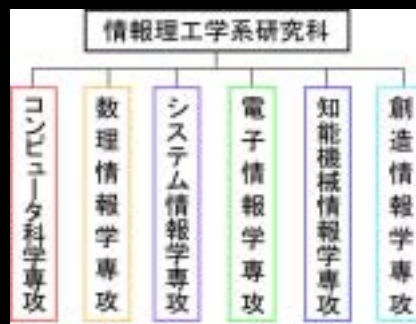 情報理工学系研究科
コンピュータ科学専攻
数理情報学専攻
システム情報学専攻
電子情報学専攻
知能機械情報学専攻
創造情報学専攻